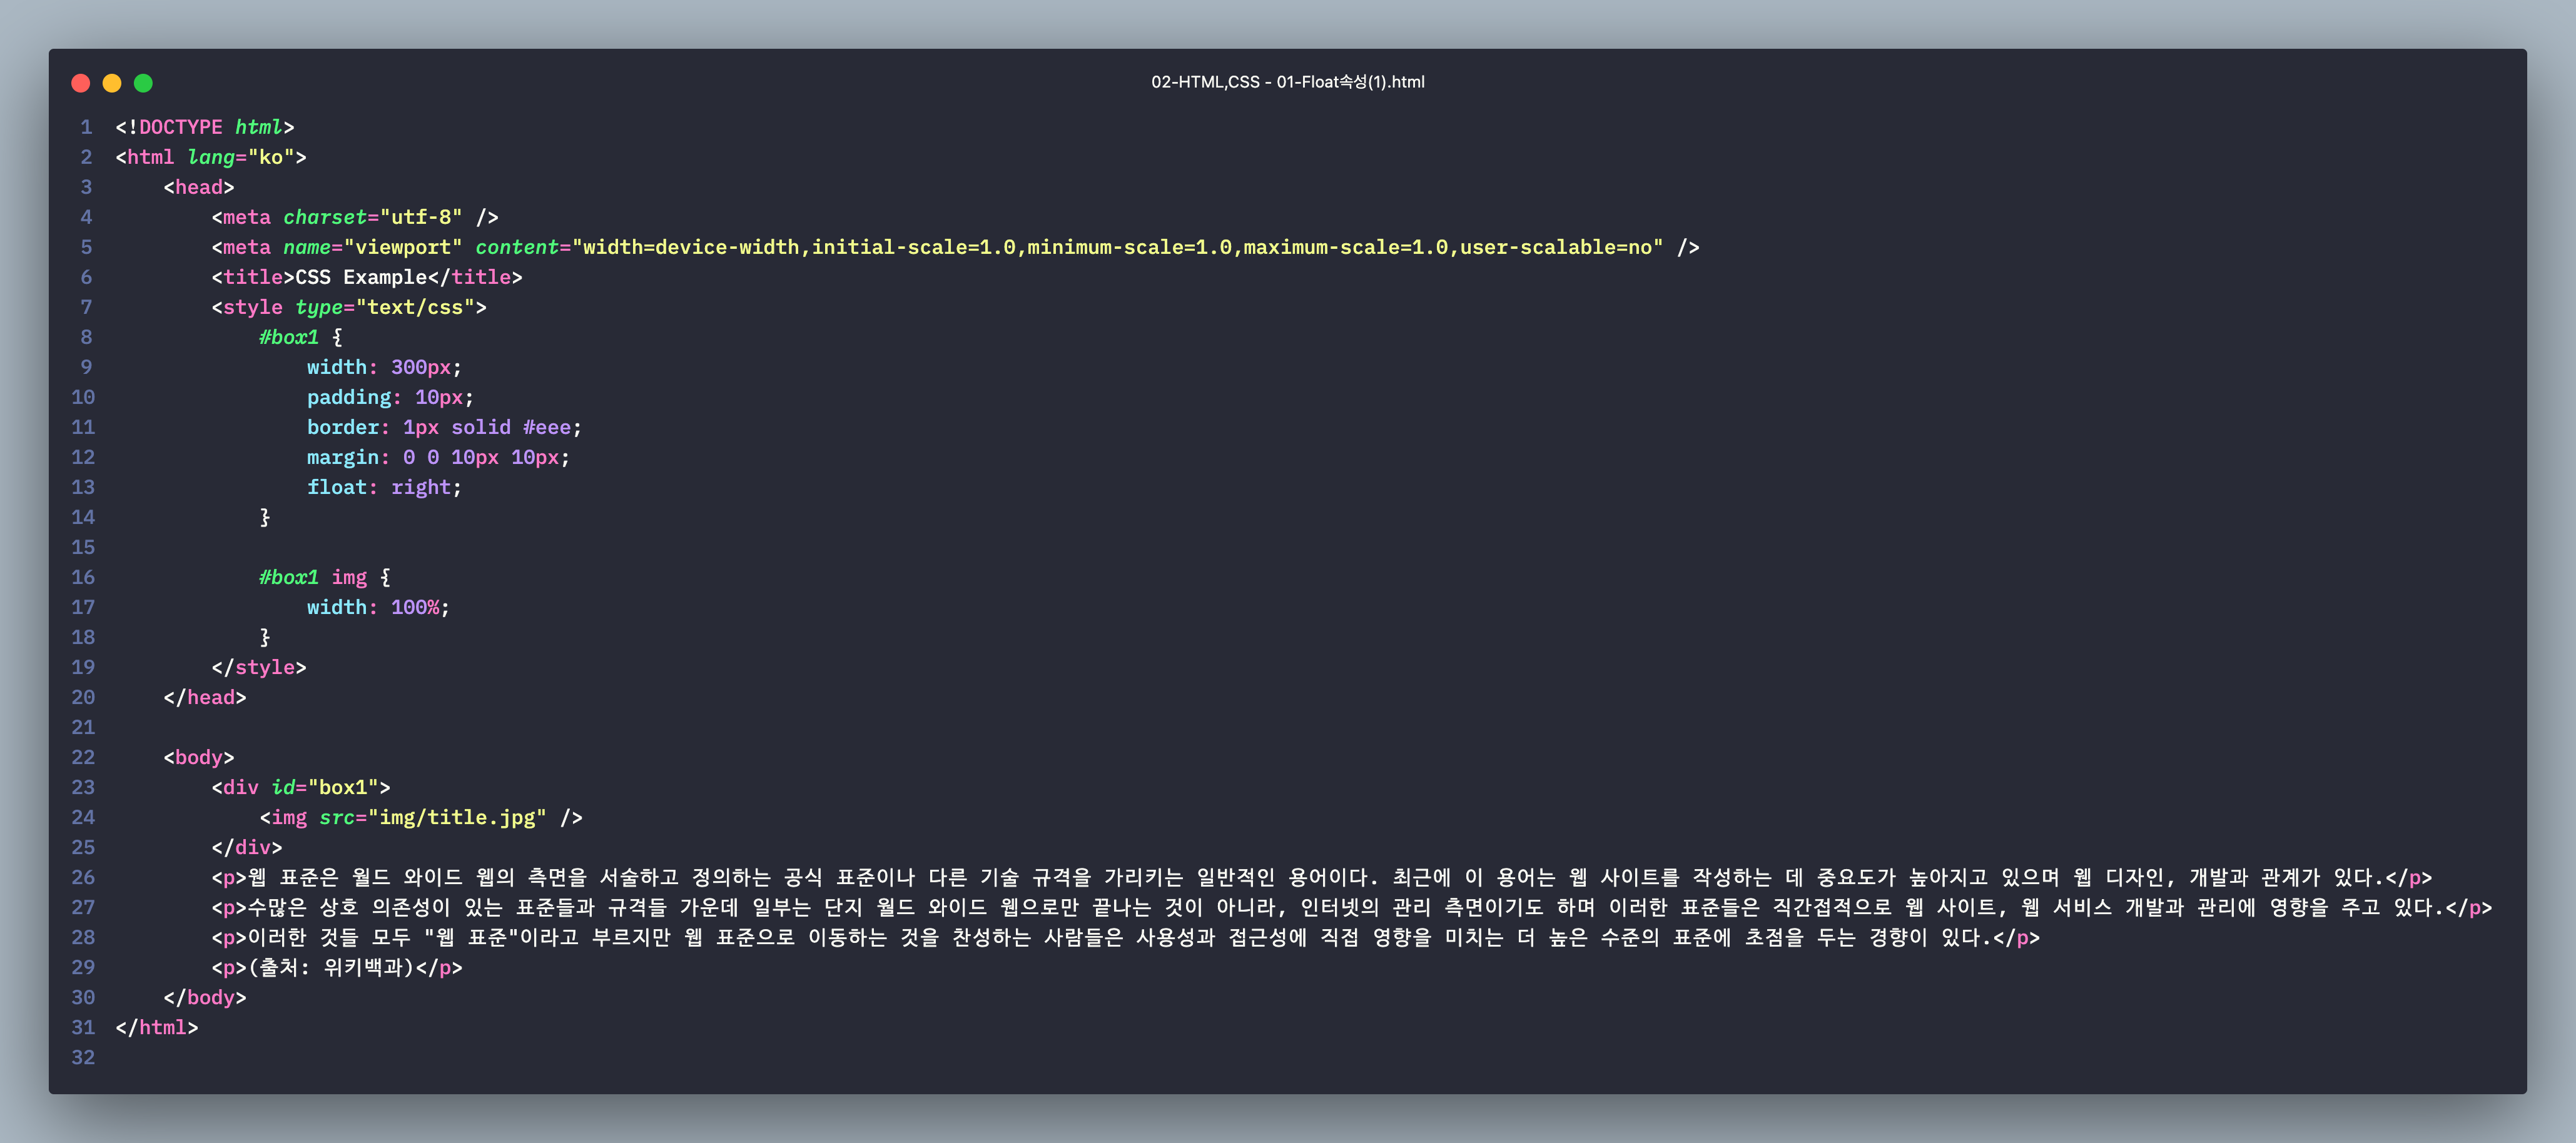 02-HTML,CSS - 01-Float속성(1).html
1 <!DOCTYPE html>
2 <html lang="ko">
3     <head>
4         <meta charset="utf-8" />
5         <meta name="viewport" content="width=device-width,initial-scale=1.0,minimum-scale=1.0,maximum-scale=1.0,user-scalable=no" />
6         <title>CSS Example</title>
7         <style type="text/css">
8             #box1 {
9                 width: 300px;
10                 padding: 10px;
11                 border: 1px solid #eee;
12                 margin: 0 0 10px 10px;
13                 float: right;
14             }
15
16             #box1 img {
17                 width: 100%;
18             }
19         </style>
20     </head>
21
22     <body>
23         <div id="box1">
24             <img src="img/title.jpg" />
25         </div>
26         <p>웹 표준은 월드 와이드 웹의 측면을 서술하고 정의하는 공식 표준이나 다른 기술 규격을 가리키는 일반적인 용어이다. 최근에 이 용어는 웹 사이트를 작성하는 데 중요도가 높아지고 있으며 웹 디자인, 개발과 관계가 있다.</p>
27         <p>수많은 상호 의존성이 있는 표준들과 규격들 가운데 일부는 단지 월드 와이드 웹으로만 끝나는 것이 아니라, 인터넷의 관리 측면이기도 하며 이러한 표준들은 직간접적으로 웹 사이트, 웹 서비스 개발과 관리에 영향을 주고 있다.</p>
28         <p>이러한 것들 모두 "웹 표준"이라고 부르지만 웹 표준으로 이동하는 것을 찬성하는 사람들은 사용성과 접근성에 직접 영향을 미치는 더 높은 수준의 표준에 초점을 두는 경향이 있다.</p>
29         <p>(출처: 위키백과)</p>
30     </body>
31 </html>
32